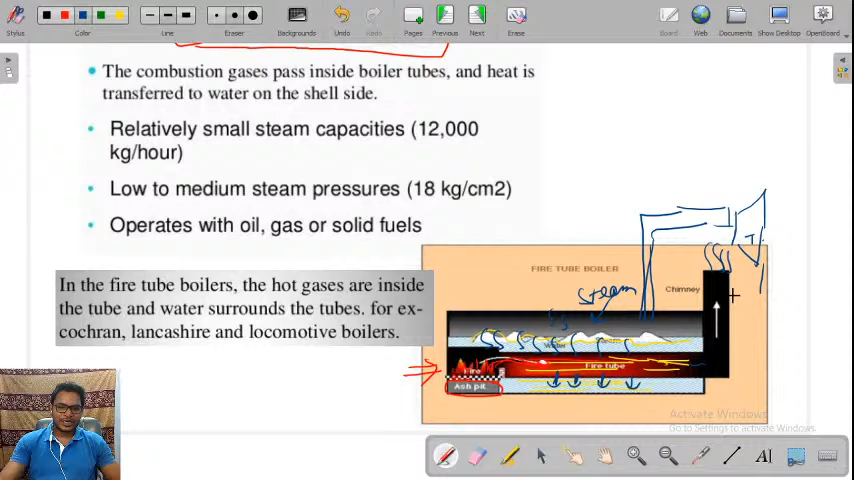 Stylus
Color
Line
Eraser
Backgrounds
Undo
Pages
Previous
Next
Erase
Board
Web
Documents
Show Desktop
OpenBoard
• The combustion gases pass inside boiler tubes, and heat is
transferred to water on the shell side.
• Relatively small steam capacities (12,000
kg/hour)
• Low to medium steam pressures (18 kg/cm2)
• Operates with oil, gas or solid fuels
In the fire tube boilers, the hot gases are inside
the tube and water surrounds the tubes. for ex-
cochran, lancashire and locomotive boilers.
FIRE TUBE BOILER
Chimney
steam
T
Water
Fire
Fire tube
Ash pit
Activate Windows
Go to Settings to activate Windows.